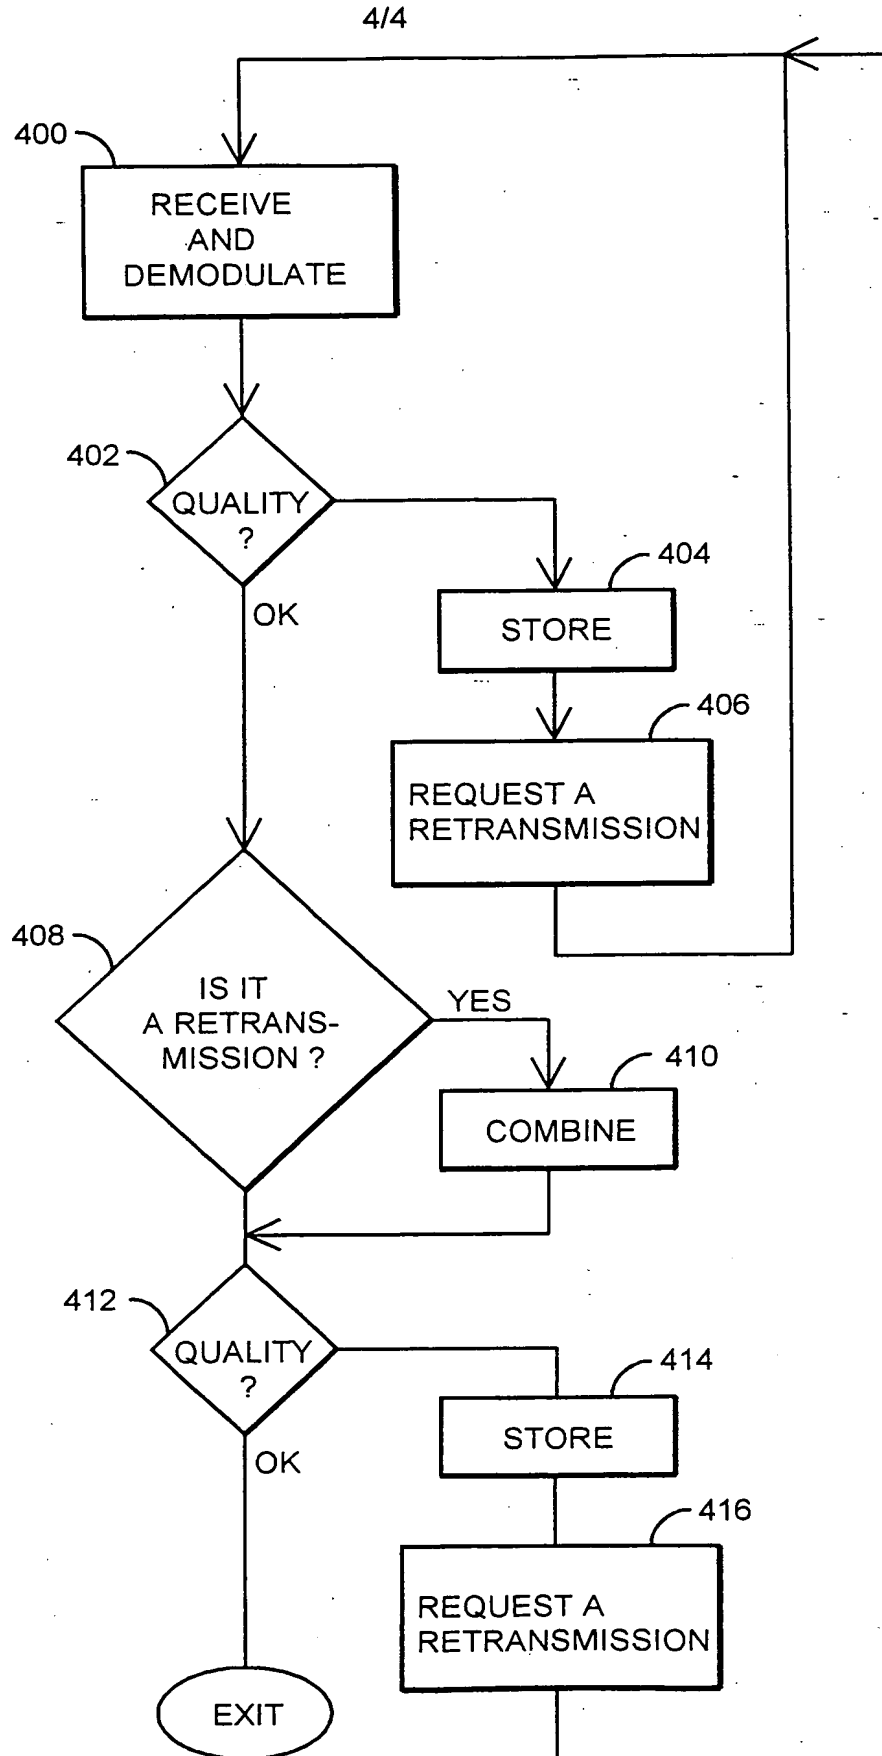 4/4
400
RECEIVE
AND
DEMODULATE
402
QUALITY
?
OK
404
STORE
406
REQUEST A
RETRANSMISSION
408
IS IT
A RETRANS-
MISSION ?
YES
410
COMBINE
412
QUALITY
?
OK
414
STORE
416
REQUEST A
RETRANSMISSION
EXIT